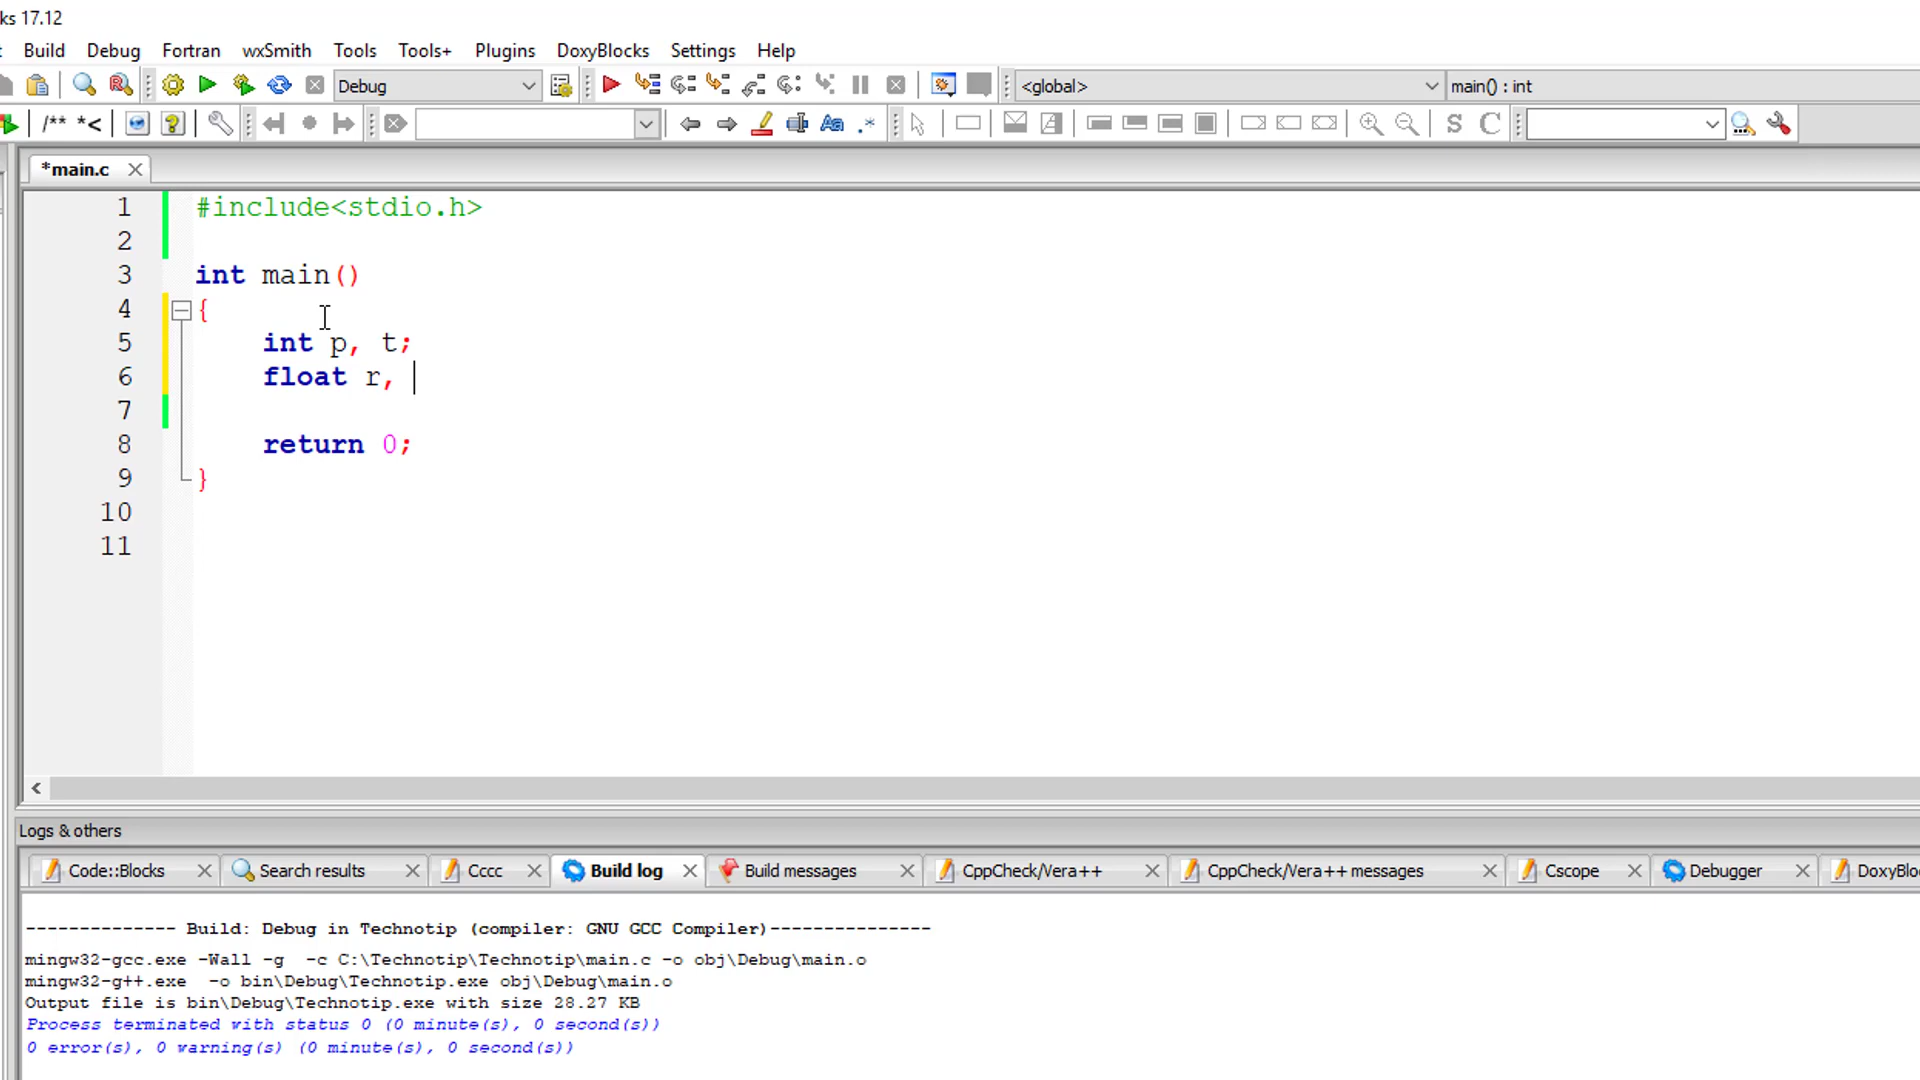 ks 17.12
Build Debug Fortran wxSmith Tools Tools+ Plugins DoxyBlocks Settings Help
Debug <global> main() : int
/** *< Aa .* S C
*main.c
1 #include<stdio.h>
2
3 int main()
4 {
5 int p, t;
6 float r,
7
8 return 0;
9 }
10
11
Logs & others
Code::Blocks Search results Cccc Build log Build messages CppCheck/Vera++ CppCheck/Vera++ messages Cscope Debugger DoxyBlo
-------------- Build: Debug in Technotip (compiler: GNU GCC Compiler)---------------
mingw32-gcc.exe -Wall -g -c C:\Technotip\Technotip\main.c -o obj\Debug\main.o
mingw32-g++.exe -o bin\Debug\Technotip.exe obj\Debug\main.o
Output file is bin\Debug\Technotip.exe with size 28.27 KB
Process terminated with status 0 (0 minute(s), 0 second(s))
0 error(s), 0 warning(s) (0 minute(s), 0 second(s))